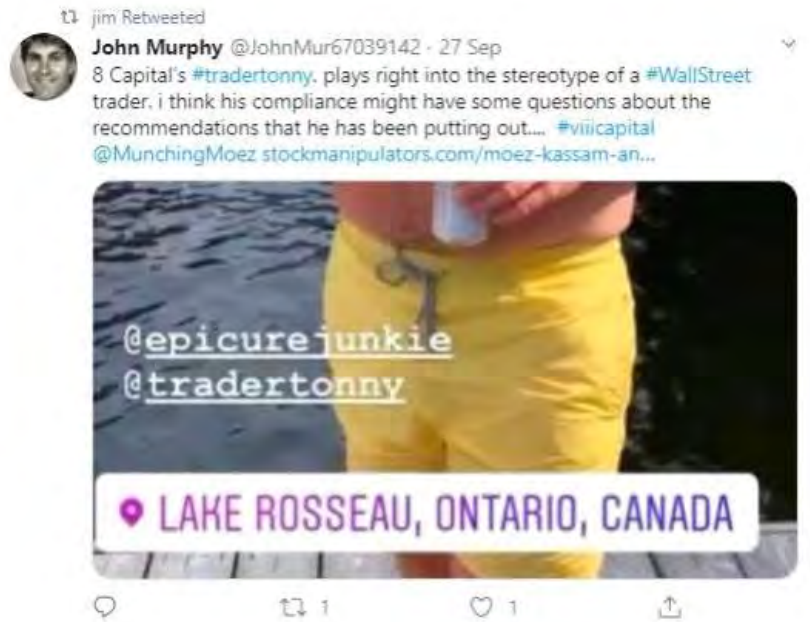 jim Retweeted
John Murphy @JohnMur67039142 · 27 Sep
8 Capital's #tradertonny. plays right into the stereotype of a #WallStreet
trader. i think his compliance might have some questions about the
recommendations that he has been putting out.... #viiicapital
@MunchingMoez stockmanipulators.com/moez-kassam-an...
@epicurejunkie
@tradertonny
LAKE ROSSEAU, ONTARIO, CANADA
1
1